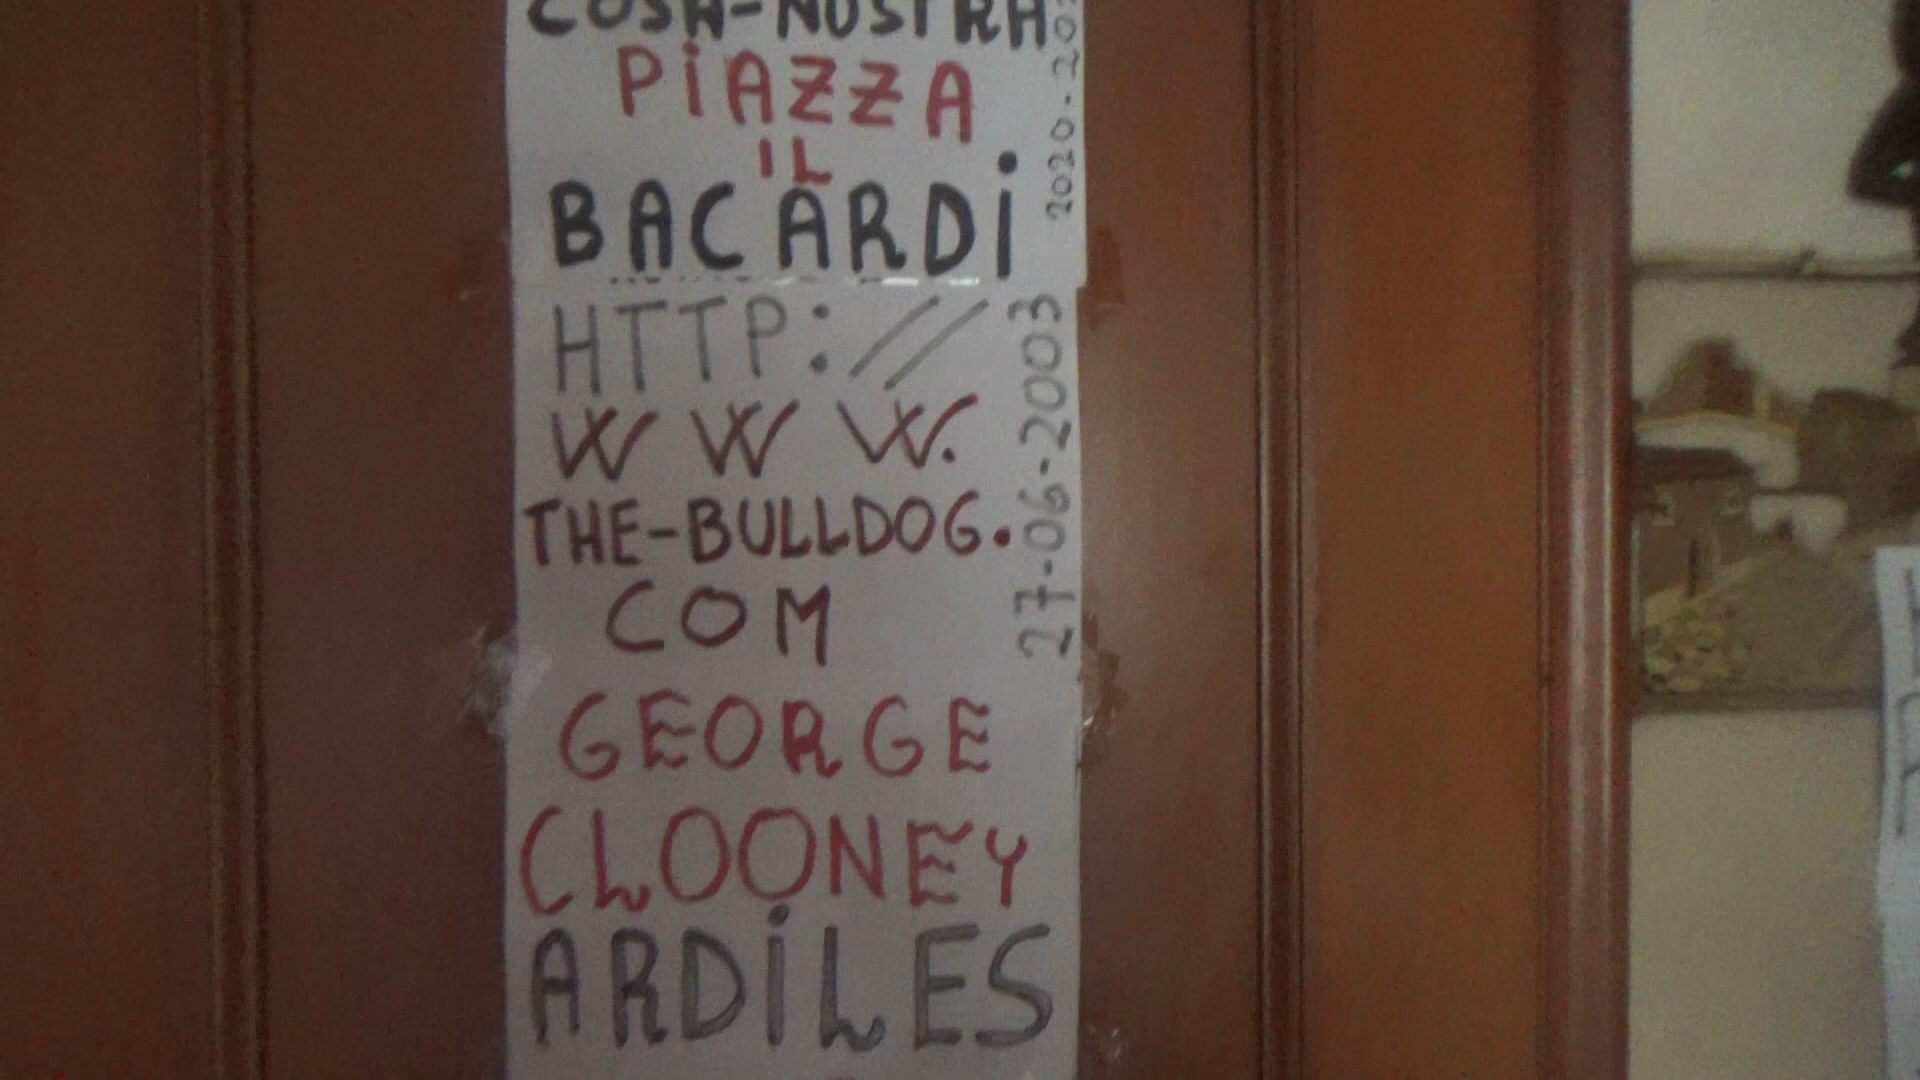 COSA-NOSTRA
PiAZZA
IL
BACARDi
2020-20
HTTP://
WWW.
THE-BULLDOG.
COM
27-06-2003
GEORGE
CLOONEY
ARDiLES